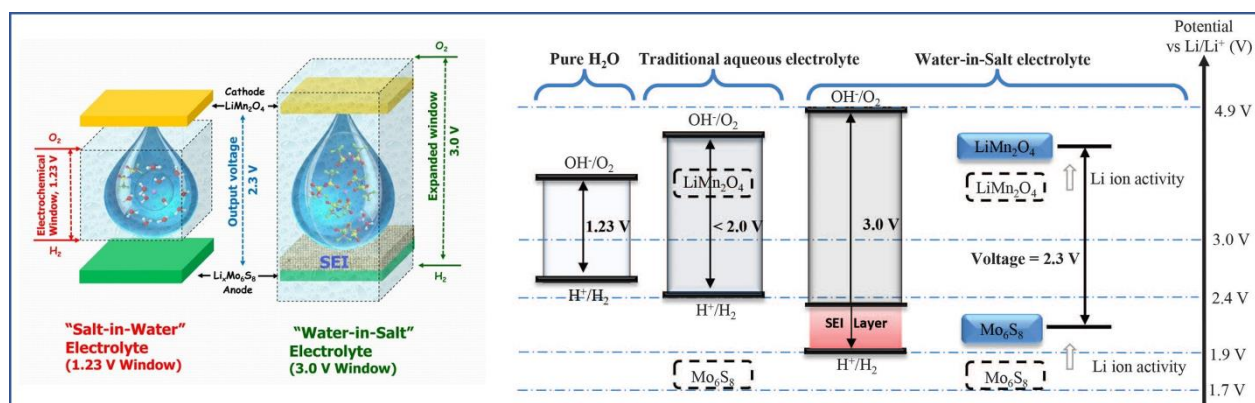 O₂
Cathode
LiMn₂O₄
O₂
Electrochemical
Window, 1.23 V
H₂
Output voltage
2.3 V
Expanded window
3.0 V
SEI
H₂
LiₓMo₆S₈
Anode
"Salt-in-Water"
Electrolyte
(1.23 V Window)
"Water-in-Salt"
Electrolyte
(3.0 V Window)
Pure H₂O
Traditional aqueous electrolyte
Water-in-Salt electrolyte
Potential
vs Li/Li⁺ (V)
OH⁻/O₂
1.23 V
H⁺/H₂
OH⁻/O₂
LiMn₂O₄
< 2.0 V
H⁺/H₂
Mo₆S₈
OH⁻/O₂
3.0 V
SEI Layer
H⁺/H₂
LiMn₂O₄
Li ion activity
LiMn₂O₄
Voltage = 2.3 V
Mo₆S₈
Li ion activity
Mo₆S₈
4.9 V
3.0 V
2.4 V
1.9 V
1.7 V